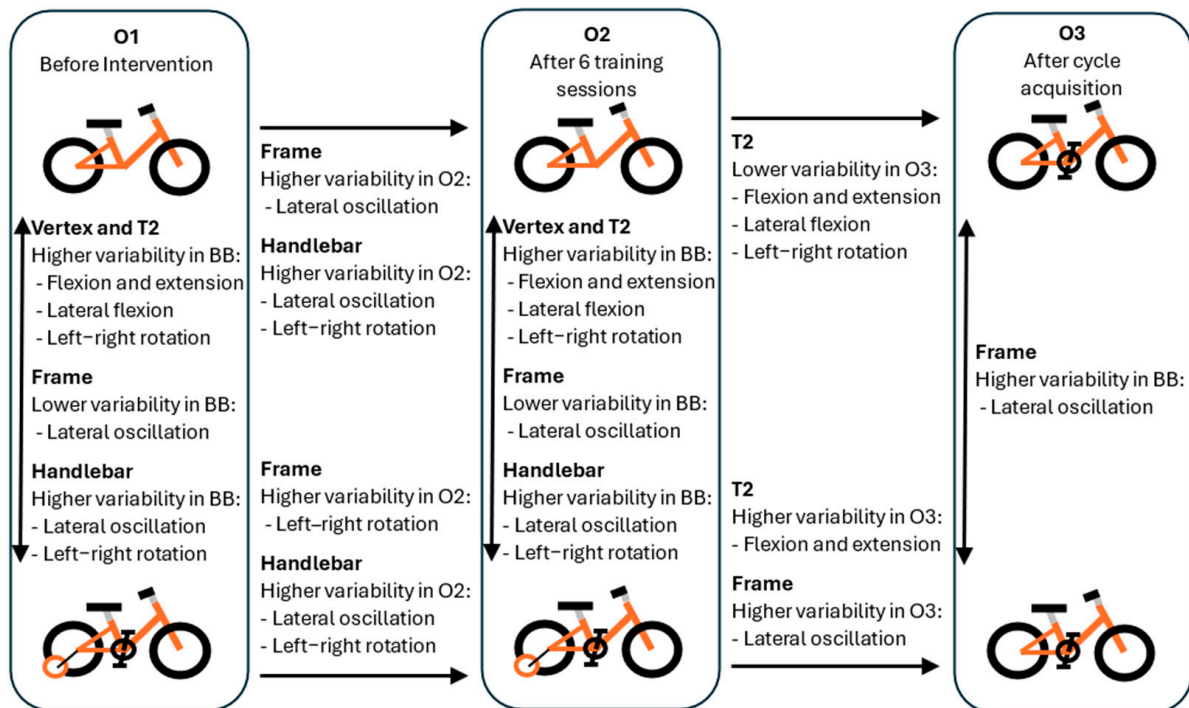 O1
Before Intervention
Vertex and T2
Higher variability in BB:
- Flexion and extension
- Lateral flexion
- Left-right rotation
Frame
Lower variability in BB:
- Lateral oscillation
Handlebar
Higher variability in BB:
- Lateral oscillation
- Left-right rotation
Frame
Higher variability in O2:
- Lateral oscillation
Handlebar
Higher variability in O2:
- Lateral oscillation
- Left-right rotation
Frame
Higher variability in O2:
- Left-right rotation
Handlebar
Higher variability in O2:
- Lateral oscillation
- Left-right rotation
O2
After 6 training
sessions
Vertex and T2
Higher variability in BB:
- Flexion and extension
- Lateral flexion
- Left-right rotation
Frame
Lower variability in BB:
- Lateral oscillation
Handlebar
Higher variability in BB:
- Lateral oscillation
- Left-right rotation
T2
Lower variability in O3:
- Flexion and extension
- Lateral flexion
- Left-right rotation
T2
Higher variability in O3:
- Flexion and extension
Frame
Higher variability in O3:
- Lateral oscillation
O3
After cycle
acquisition
Frame
Higher variability in BB:
- Lateral oscillation